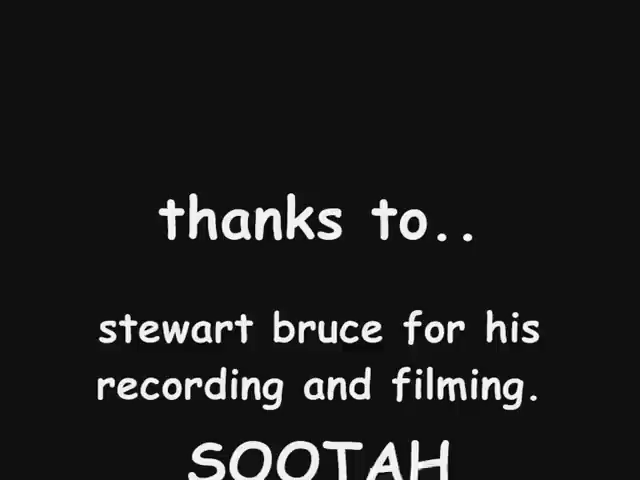 thanks to..
stewart bruce for his
recording and filming.
SOOTAH